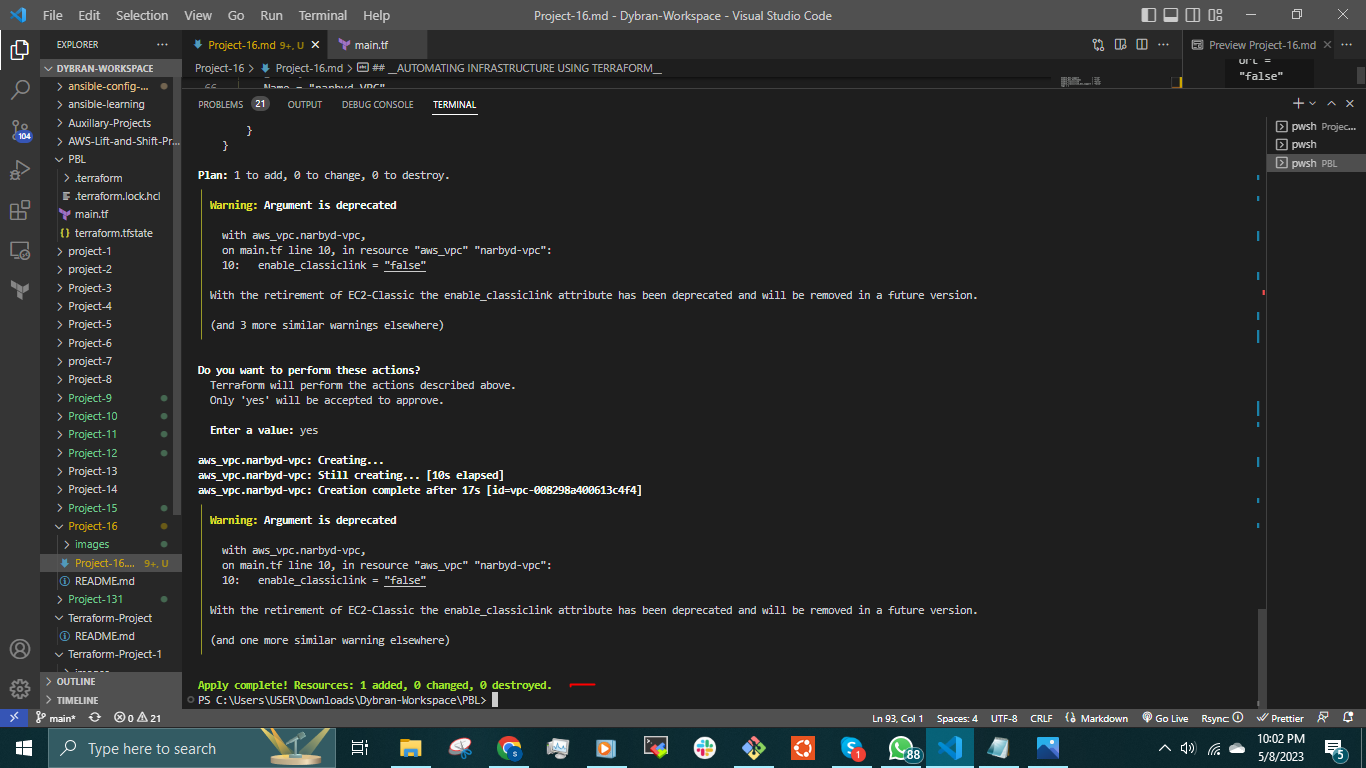 File Edit Selection View Go Run Terminal Help
Project-16.md - Dybran-Workspace - Visual Studio Code
EXPLORER
Project-16.md 9+, U
main.tf
Preview Project-16.md
DYBRAN-WORKSPACE
Project-16 > Project-16.md > ## __AUTOMATING INFRASTRUCTURE USING TERRAFORM__
ort =
"false"
66 Name = "narbyd-VPC"
PROBLEMS 21 OUTPUT DEBUG CONSOLE TERMINAL
ansible-config-...
ansible-learning
Auxillary-Projects
AWS-Lift-and-Shift-Pr...
PBL
.terraform
.terraform.lock.hcl
main.tf
terraform.tfstate
project-1
project-2
Project-3
Project-4
Project-5
Project-6
project-7
Project-8
Project-9
Project-10
Project-11
Project-12
Project-13
Project-14
Project-15
Project-16
images
Project-16.... 9+, U
README.md
Project-131
Terraform-Project
README.md
Terraform-Project-1
OUTLINE
TIMELINE
104
}
}
Plan: 1 to add, 0 to change, 0 to destroy.
Warning: Argument is deprecated
with aws_vpc.narbyd-vpc,
on main.tf line 10, in resource "aws_vpc" "narbyd-vpc":
10: enable_classiclink = "false"
With the retirement of EC2-Classic the enable_classiclink attribute has been deprecated and will be removed in a future version.
(and 3 more similar warnings elsewhere)
Do you want to perform these actions?
Terraform will perform the actions described above.
Only 'yes' will be accepted to approve.
Enter a value: yes
aws_vpc.narbyd-vpc: Creating...
aws_vpc.narbyd-vpc: Still creating... [10s elapsed]
aws_vpc.narbyd-vpc: Creation complete after 17s [id=vpc-008298a400613c4f4]
Warning: Argument is deprecated
with aws_vpc.narbyd-vpc,
on main.tf line 10, in resource "aws_vpc" "narbyd-vpc":
10: enable_classiclink = "false"
With the retirement of EC2-Classic the enable_classiclink attribute has been deprecated and will be removed in a future version.
(and one more similar warning elsewhere)
Apply complete! Resources: 1 added, 0 changed, 0 destroyed.
PS C:\Users\USER\Downloads\Dybran-Workspace\PBL>
pwsh Projec...
pwsh
pwsh PBL
main* 0 21
Ln 93, Col 1 Spaces: 4 UTF-8 CRLF Markdown Go Live Rsync: Prettier
Type here to search
1
88
10:02 PM
5/8/2023
5